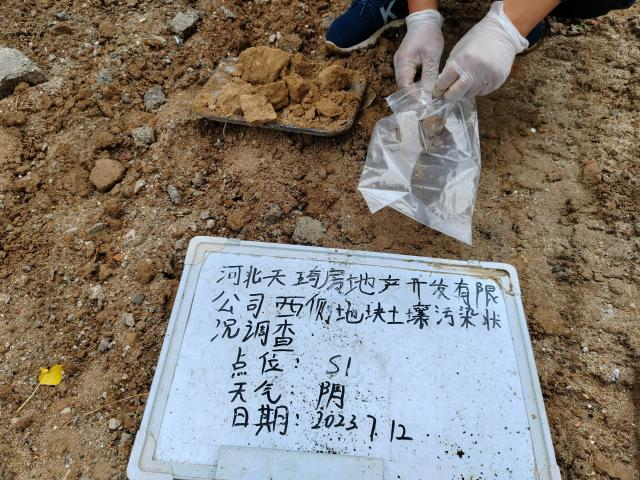 河北天琦房地产开发有限
公司西侧地块土壤污染状
况调查
点位: S1
天气 阴
日期: 2023.7.12